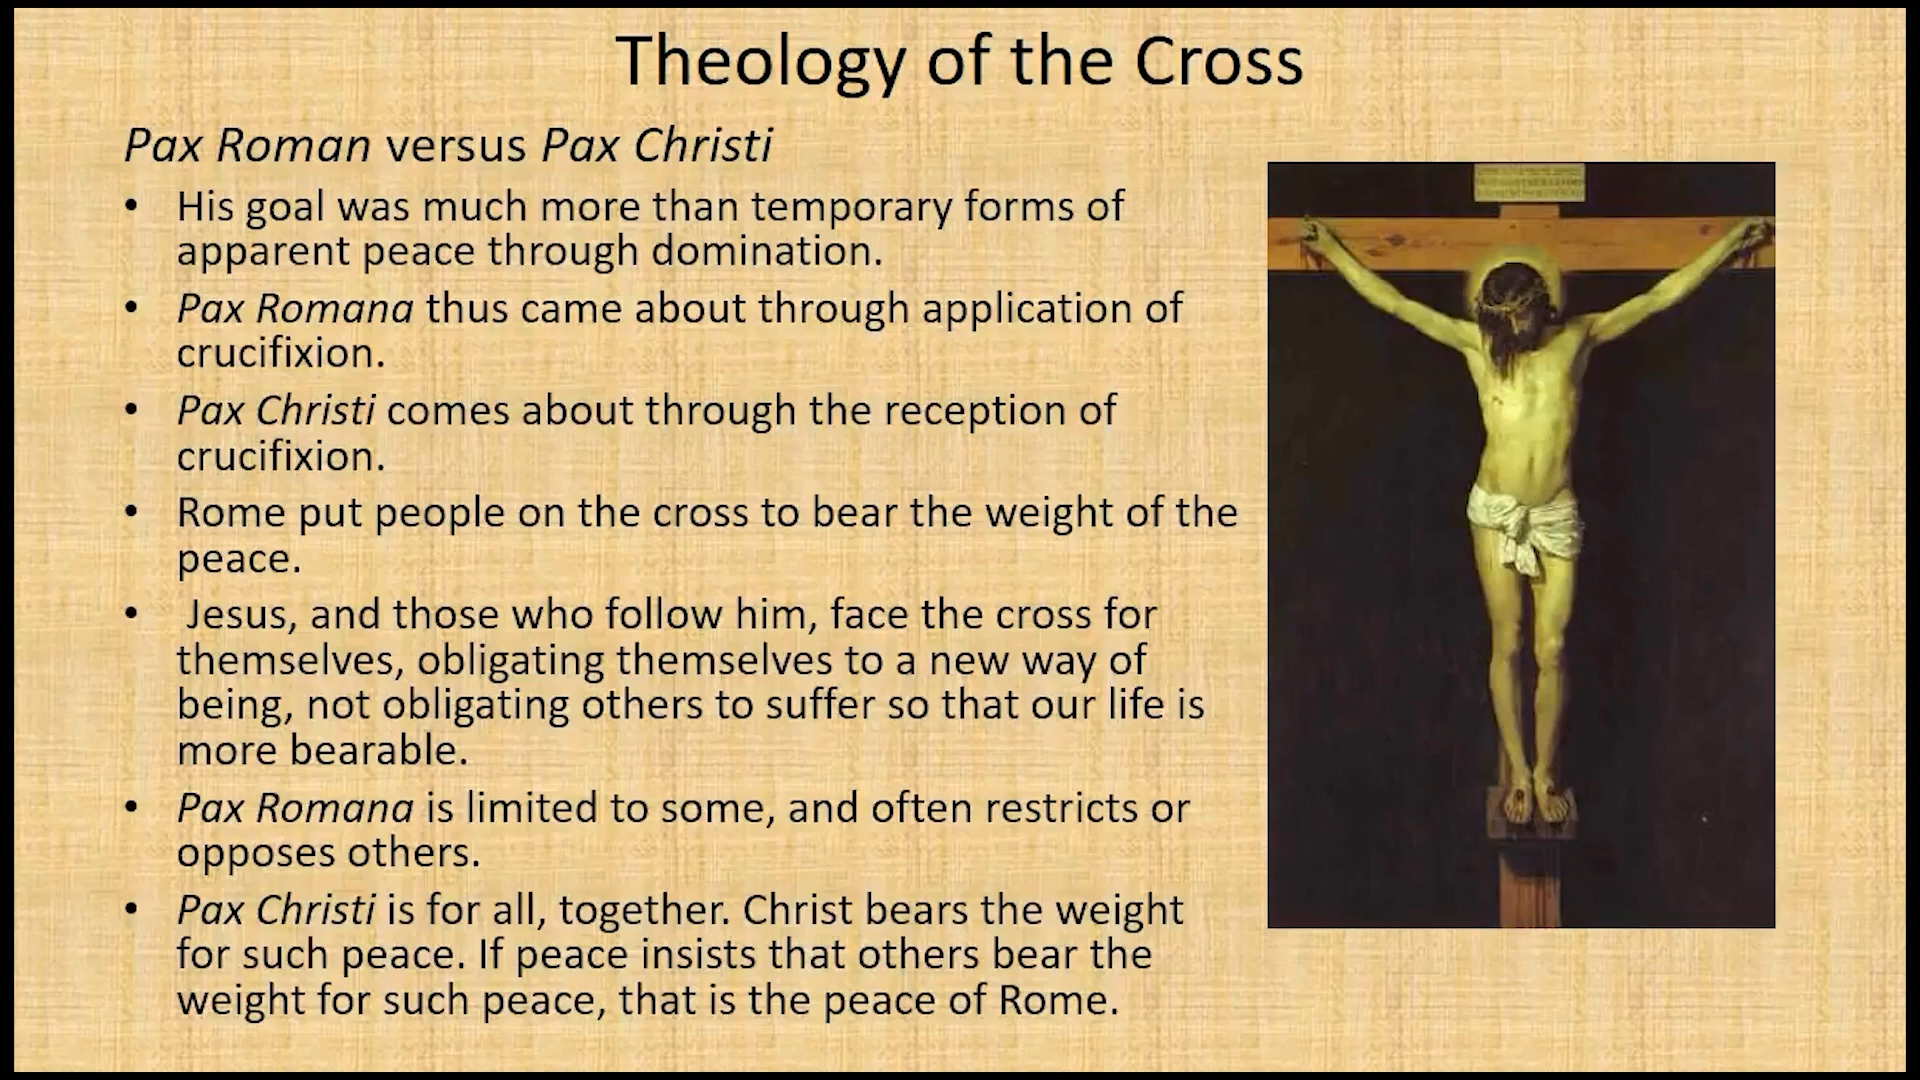 Theology of the Cross
Pax Roman versus Pax Christi
• His goal was much more than temporary forms of
apparent peace through domination.
• Pax Romana thus came about through application of
crucifixion.
• Pax Christi comes about through the reception of
crucifixion.
• Rome put people on the cross to bear the weight of the
peace.
• Jesus, and those who follow him, face the cross for
themselves, obligating themselves to a new way of
being, not obligating others to suffer so that our life is
more bearable.
• Pax Romana is limited to some, and often restricts or
opposes others.
• Pax Christi is for all, together. Christ bears the weight
for such peace. If peace insists that others bear the
weight for such peace, that is the peace of Rome.